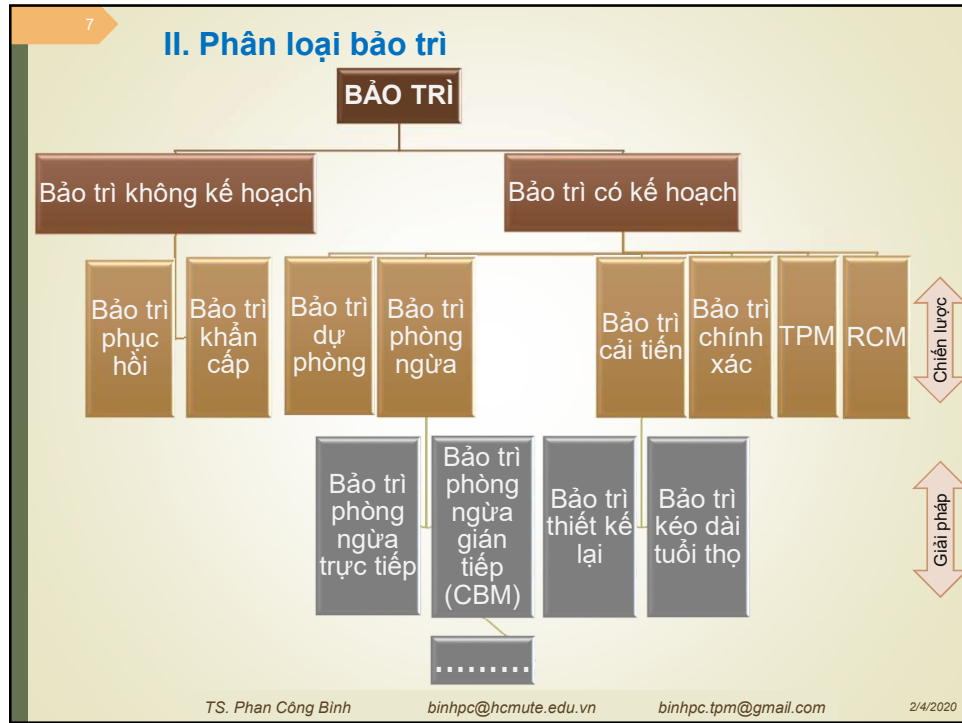 7
II. Phân loại bảo trì
BẢO TRÌ
Bảo trì không kế hoạch
Bảo trì có kế hoạch
Bảo trì
phục
hồi
Bảo trì
khẩn
cấp
Bảo trì
dự
phòng
Bảo trì
phòng
ngừa
Bảo trì
cải tiến
Bảo trì
chính
xác
TPM
RCM
Chiến lược
Bảo trì
phòng
ngừa
trực tiếp
Bảo trì
phòng
ngừa
gián
tiếp
(CBM)
Bảo trì
thiết kế
lại
Bảo trì
kéo dài
tuổi thọ
Giải pháp
.........
TS. Phan Công Bình binhpc@hcmute.edu.vn binhpc.tpm@gmail.com 2/4/2020